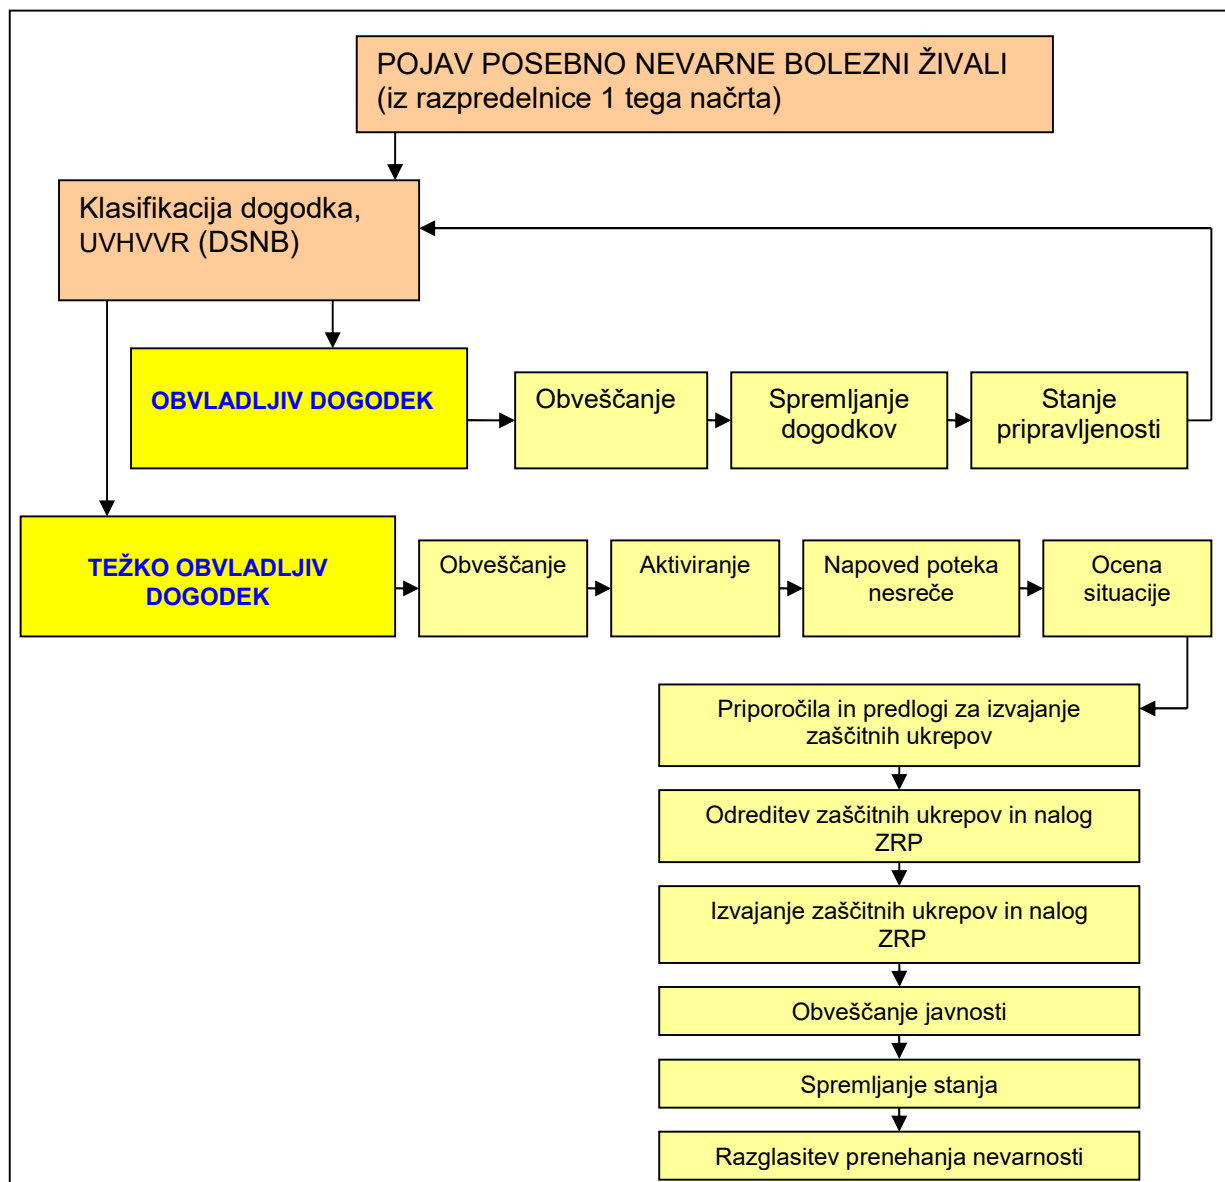 POJAV POSEBNO NEVARNE BOLEZNI ŽIVALI
(iz razpredelnice 1 tega načrta)
Klasifikacija dogodka,
UVHVVR (DSNB)
OBVLADLJIV DOGODEK
Obveščanje
Spremljanje
dogodkov
Stanje
pripravljenosti
TEŽKO OBVLADLJIV
DOGODEK
Obveščanje
Aktiviranje
Napoved poteka
nesreče
Ocena
situacije
Priporočila in predlogi za izvajanje
zaščitnih ukrepov
Odreditev zaščitnih ukrepov in nalog
ZRP
Izvajanje zaščitnih ukrepov in nalog
ZRP
Obveščanje javnosti
Spremljanje stanja
Razglasitev prenehanja nevarnosti